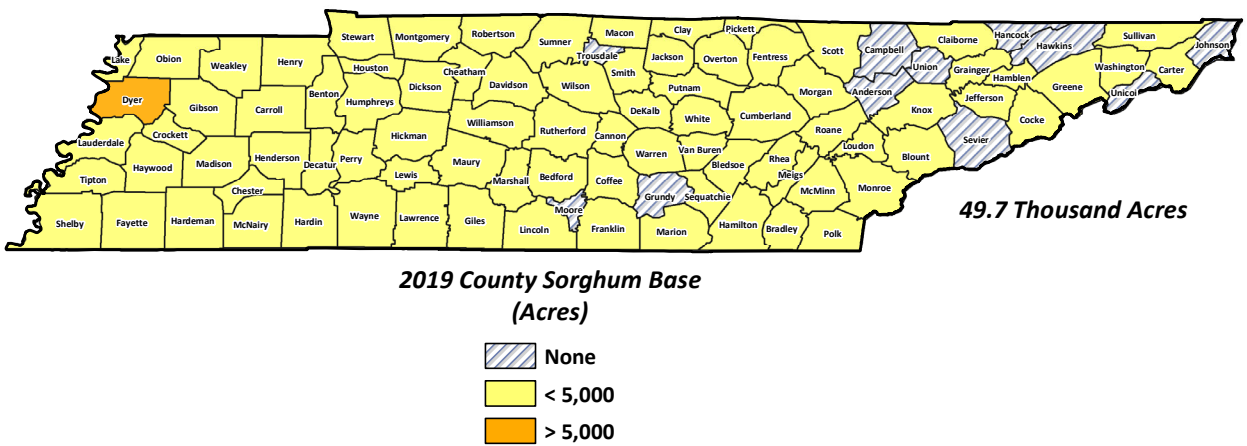 Stewart
Montgomery
Robertson
Sumner
Macon
Clay
Pickett
Scott
Campbell
Claiborne
Hancock
Hawkins
Sullivan
Johnson
Lake
Obion
Weakley
Henry
Houston
Cheatham
Davidson
Trousdale
Wilson
Smith
Jackson
Overton
Fentress
Union
Grainger
Hamblen
Washington
Carter
Unicoi
Dyer
Gibson
Carroll
Benton
Humphreys
Dickson
Putnam
Morgan
Anderson
Knox
Jefferson
Greene
Cocke
Lauderdale
Crockett
Hickman
Williamson
Rutherford
Cannon
DeKalb
White
Cumberland
Roane
Loudon
Blount
Sevier
Tipton
Haywood
Madison
Henderson
Decatur
Perry
Lewis
Maury
Marshall
Bedford
Coffee
Warren
Van Buren
Bledsoe
Rhea
Meigs
McMinn
Monroe
Chester
Moore
Grundy
Sequatchie
Shelby
Fayette
Hardeman
McNairy
Hardin
Wayne
Lawrence
Giles
Lincoln
Franklin
Marion
Hamilton
Bradley
Polk
49.7 Thousand Acres
2019 County Sorghum Base
(Acres)
None
< 5,000
> 5,000